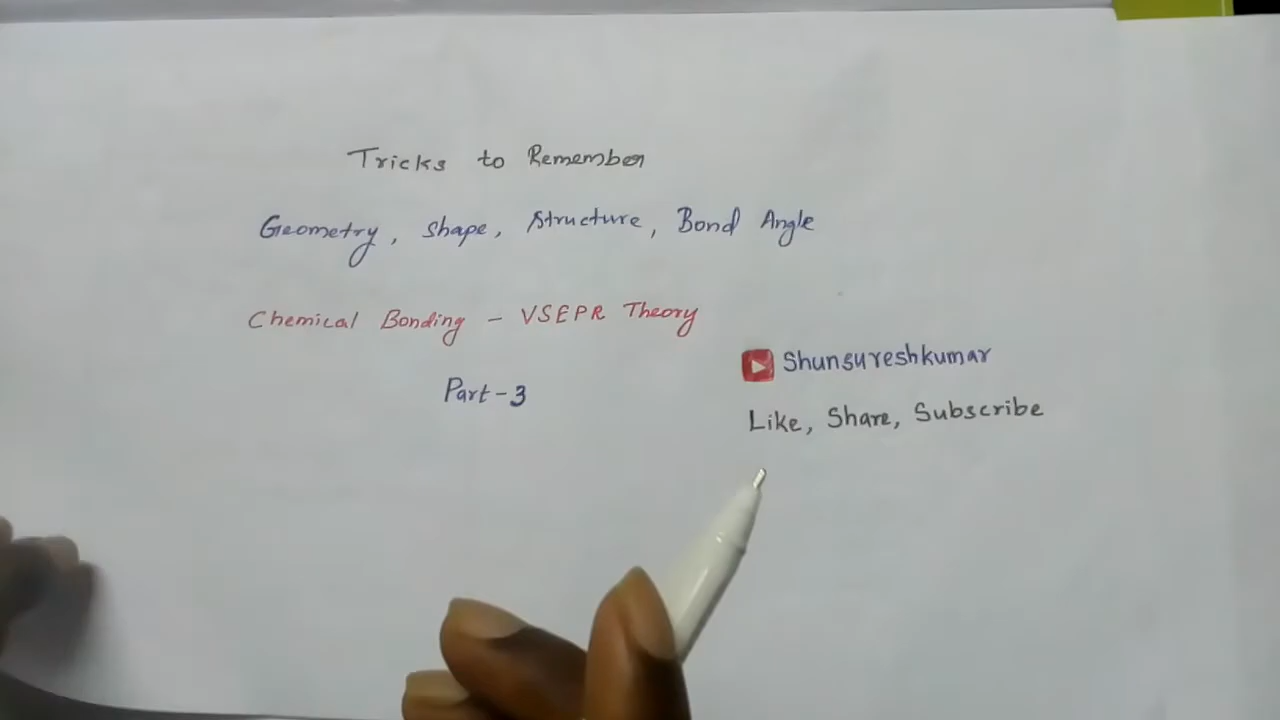 Tricks to Remember
Geometry, Shape, Structure, Bond Angle
Chemical Bonding - VSEPR Theory
Part-3
Shunsureshkumar
Like, Share, Subscribe